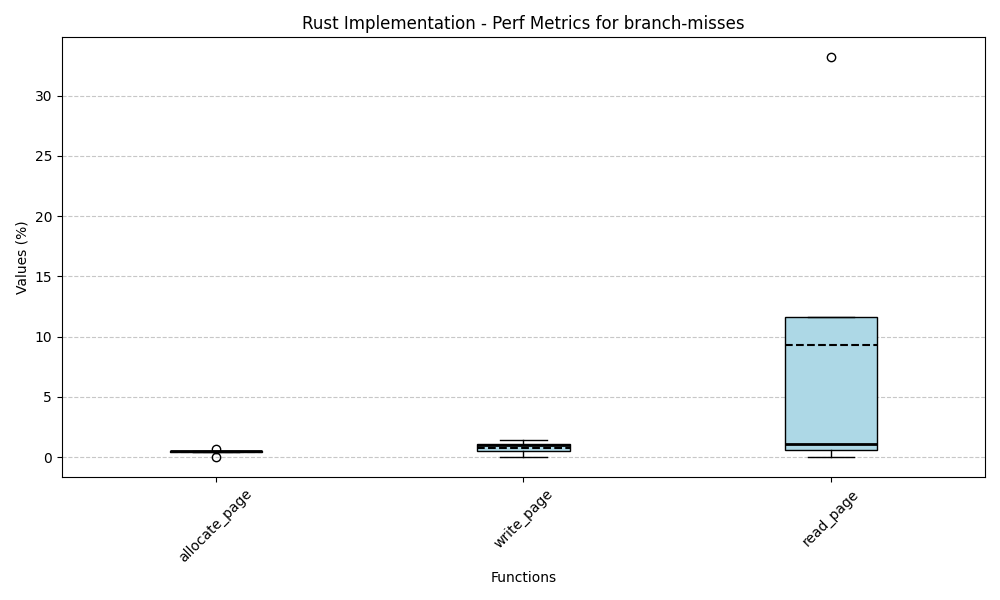 Rust Implementation - Perf Metrics for branch-misses
Values (%)
30
25
20
15
10
5
0
allocate_page
write_page
read_page
Functions